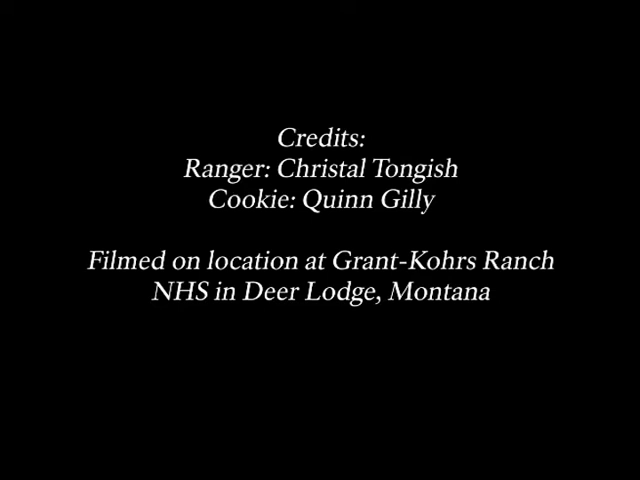 Credits:
Ranger: Christal Tongish
Cookie: Quinn Gilly
Filmed on location at Grant-Kohrs Ranch
NHS in Deer Lodge, Montana